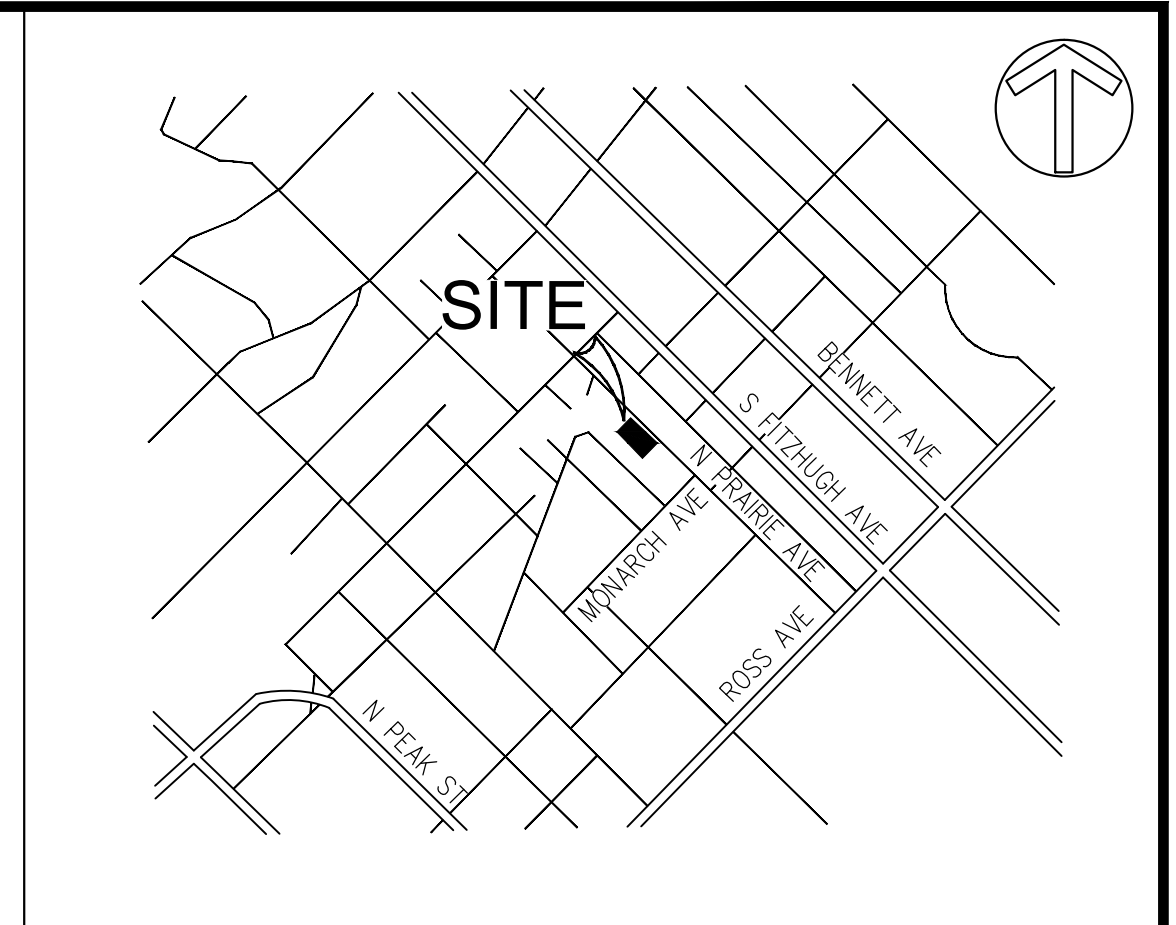 SITE
BENNETT AVE
S FITZHUGH AVE
N PRAIRIE AVE
MONARCH AVE
ROSS AVE
N PEAK ST